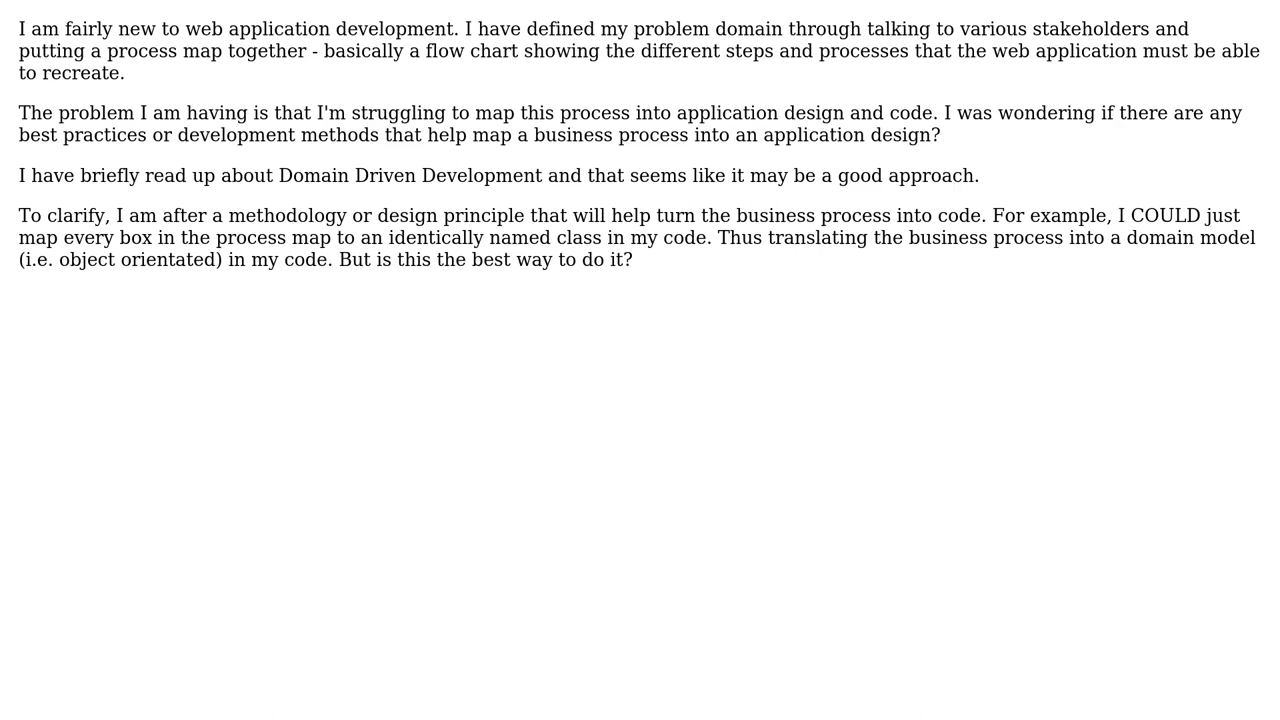 I am fairly new to web application development. I have defined my problem domain through talking to various stakeholders and
putting a process map together - basically a flow chart showing the different steps and processes that the web application must be able
to recreate.
The problem I am having is that I'm struggling to map this process into application design and code. I was wondering if there are any
best practices or development methods that help map a business process into an application design?
I have briefly read up about Domain Driven Development and that seems like it may be a good approach.
To clarify, I am after a methodology or design principle that will help turn the business process into code. For example, I COULD just
map every box in the process map to an identically named class in my code. Thus translating the business process into a domain model
(i.e. object orientated) in my code. But is this the best way to do it?